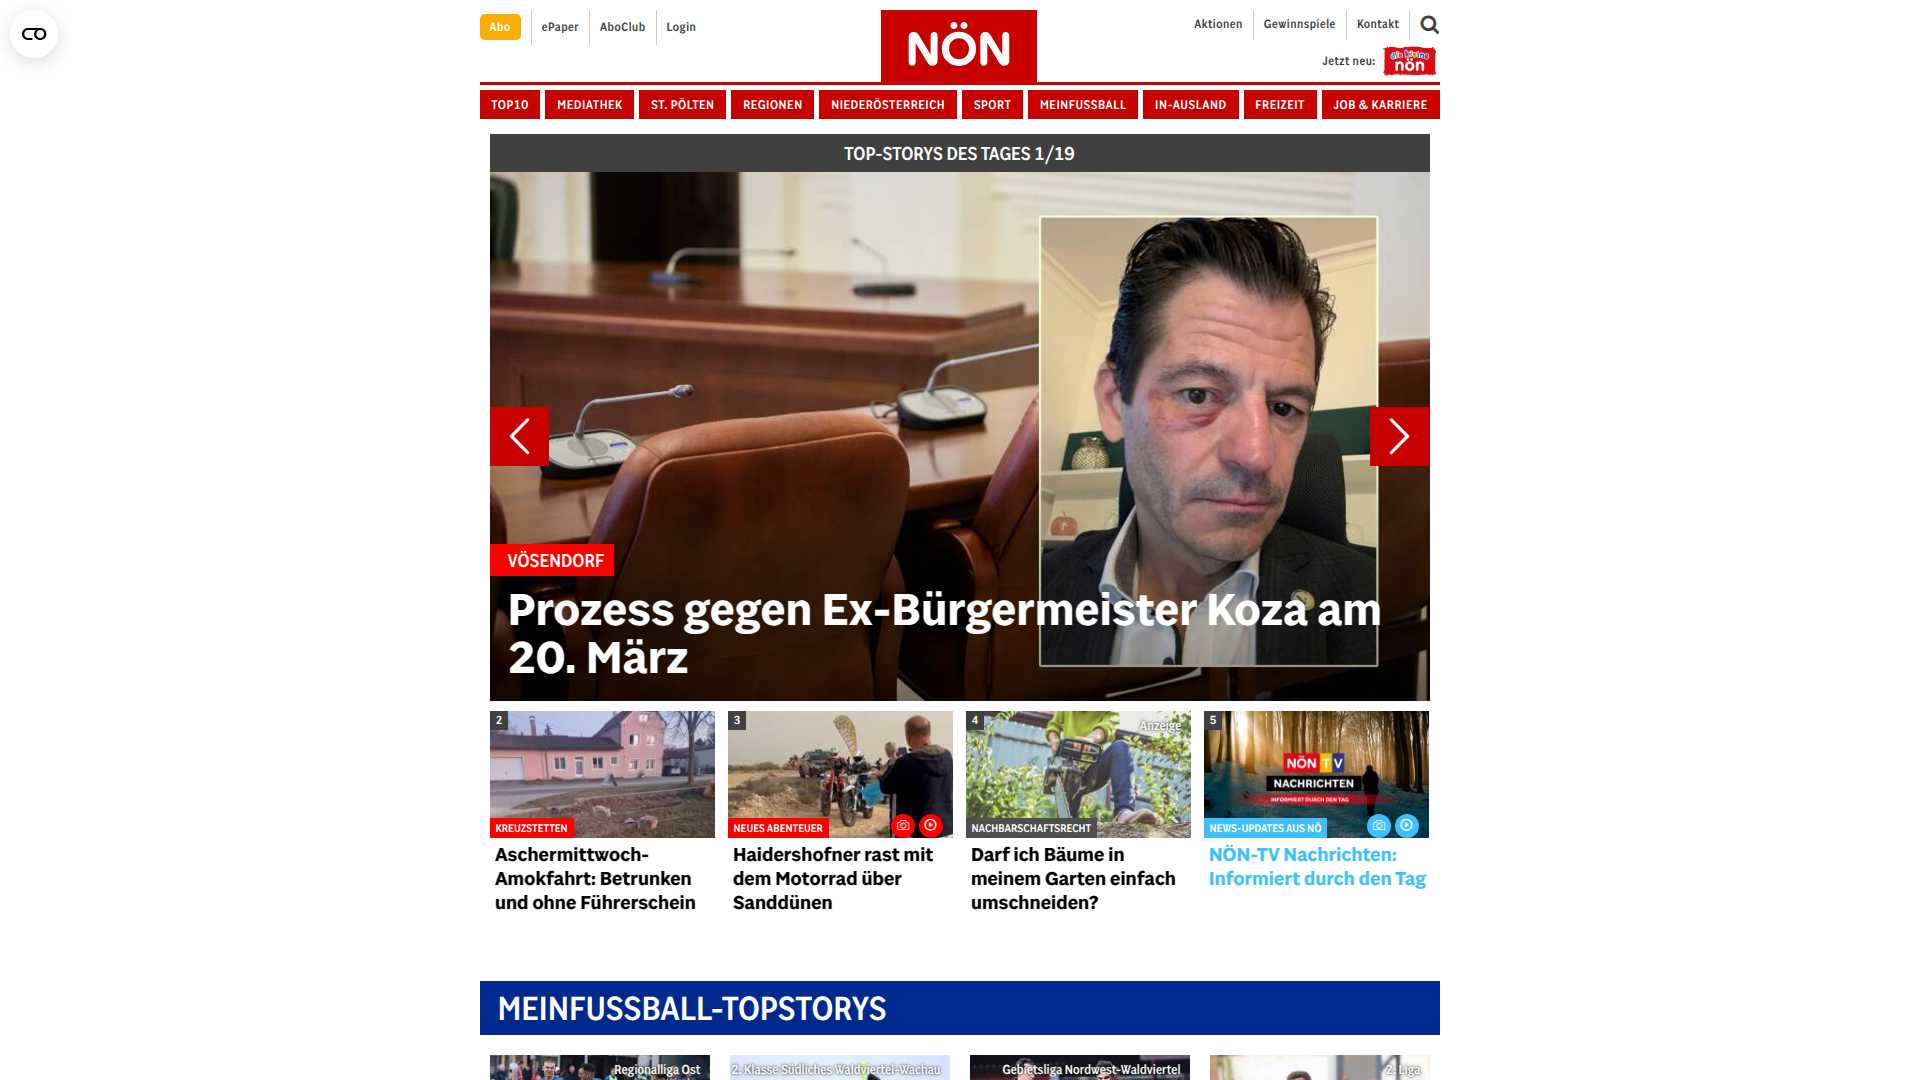 Abo
ePaper
AboClub
Login
NÖN
Aktionen
Gewinnspiele
Kontakt
Jetzt neu:
die kleine
nön
TOP10
MEDIATHEK
ST. PÖLTEN
REGIONEN
NIEDERÖSTERREICH
SPORT
MEINFUSSBALL
IN-AUSLAND
FREIZEIT
JOB & KARRIERE
TOP-STORYS DES TAGES 1/19
VÖSENDORF
Prozess gegen Ex-Bürgermeister Koza am
20. März
2
KREUZSTETTEN
Aschermittwoch-
Amokfahrt: Betrunken
und ohne Führerschein
3
NEUES ABENTEUER
Haidershofner rast mit
dem Motorrad über
Sanddünen
4
Anzeige
NACHBARSCHAFTSRECHT
Darf ich Bäume in
meinem Garten einfach
umschneiden?
5
NÖN TV
NACHRICHTEN
INFORMIERT DURCH DEN TAG
NEWS-UPDATES AUS NÖ
NÖN-TV Nachrichten:
Informiert durch den Tag
MEINFUSSBALL-TOPSTORYS
Regionalliga Ost
2. Klasse Südliches Waldviertel-Wachau
Gebietsliga Nordwest-Waldviertel
2. Liga